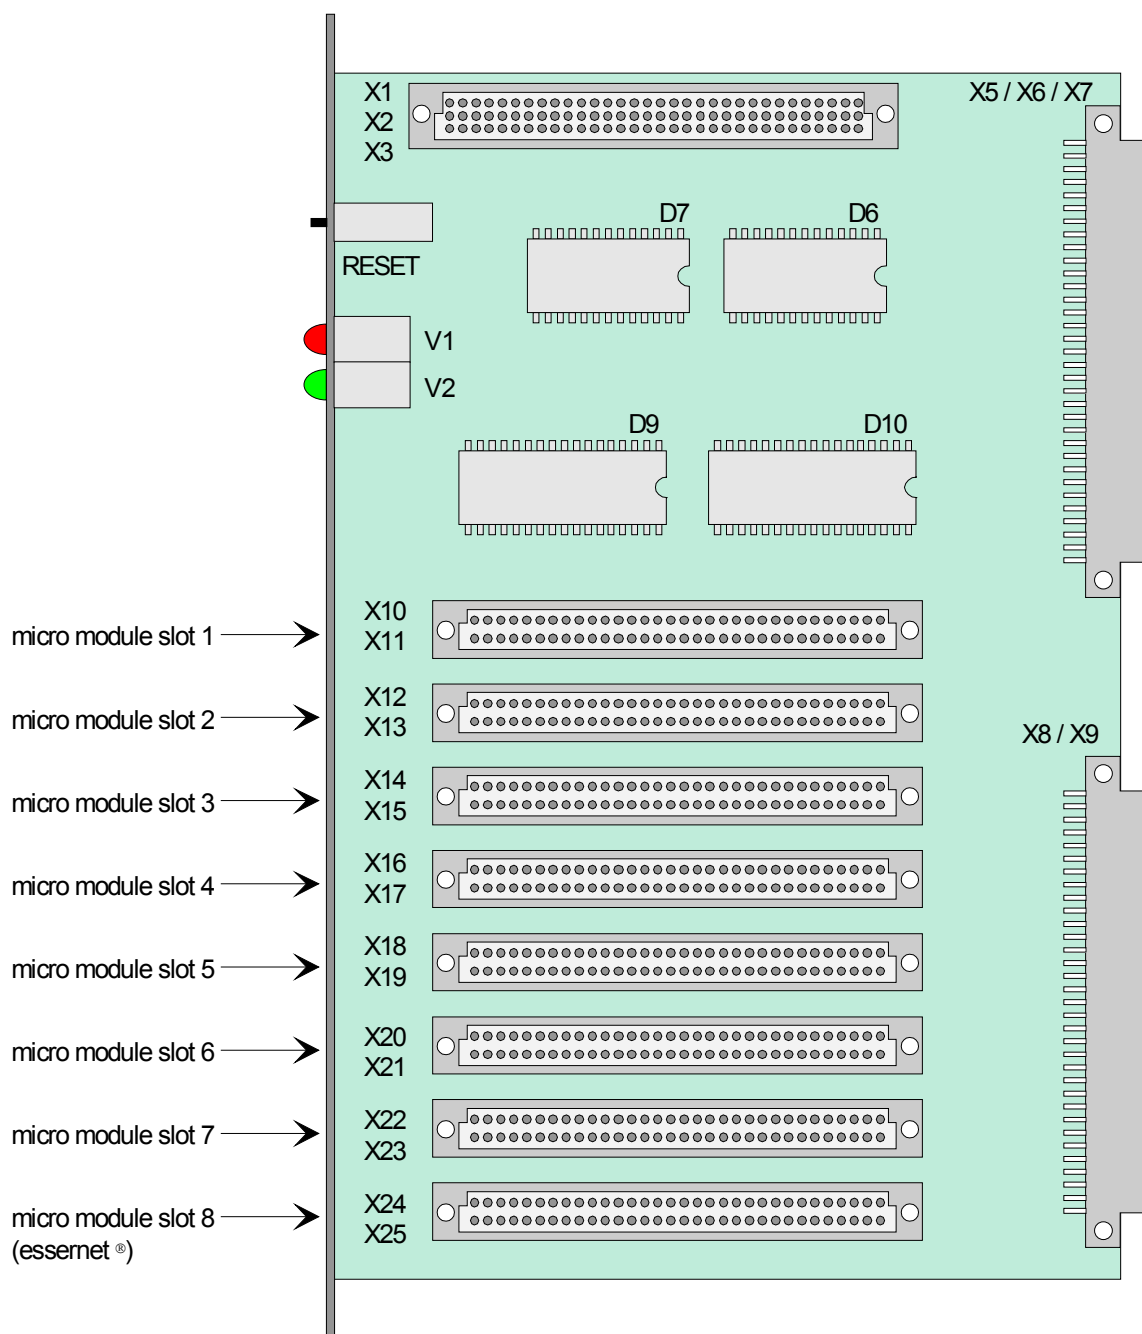 X1
X5 / X6 / X7
X2
X3
D7
D6
RESET
V1
V2
D9
D10
X10
micro module slot 1
X11
X12
micro module slot 2
X13
X8 / X9
X14
micro module slot 3
X15
X16
micro module slot 4
X17
X18
micro module slot 5
X19
X20
micro module slot 6
X21
X22
micro module slot 7
X23
X24
micro module slot 8
X25
(essernet ®)